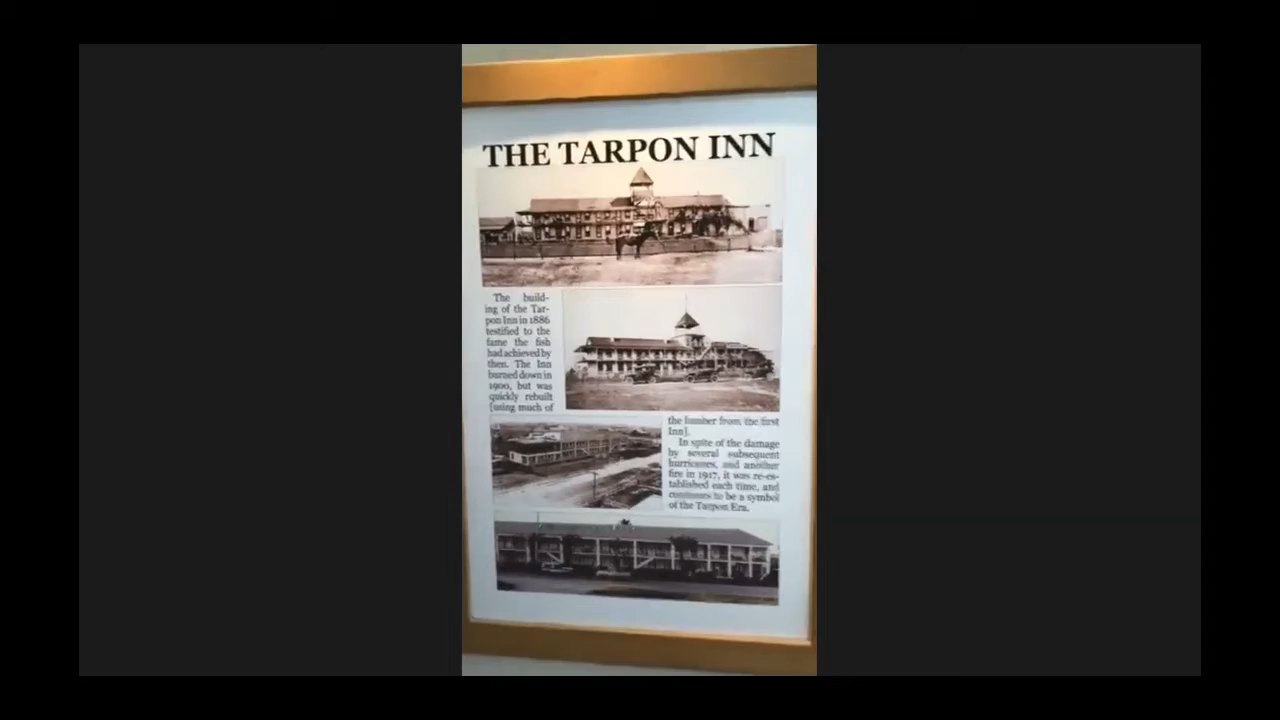 THE TARPON INN
The build-
ing of the Tar-
pon Inn in 1886
testified to the
fame the fish
had achieved by
then. The Inn
burned down in
1900, but was
quickly rebuilt
[using much of
the lumber from the first
Inn].
In spite of the damage
by several subsequent
hurricanes, and another
fire in 1917, it was re-es-
tablished each time, and
continues to be a symbol
of the Tarpon Era.